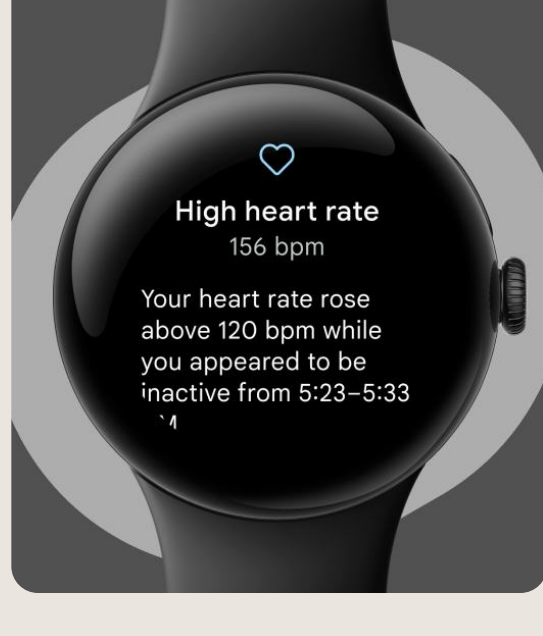 High heart rate
156 bpm
Your heart rate rose
above 120 bpm while
you appeared to be
inactive from 5:23–5:33